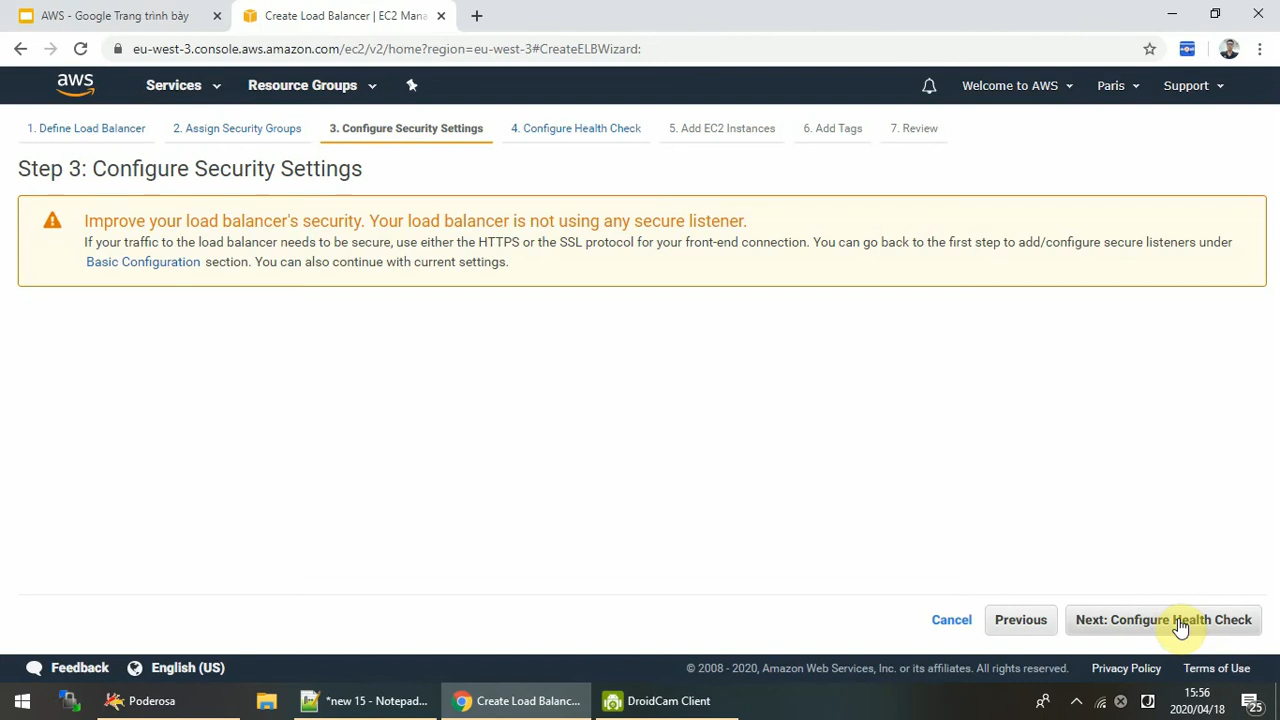 AWS - Google Trang trình bày
Create Load Balancer | EC2 Mana
eu-west-3.console.aws.amazon.com/ec2/v2/home?region=eu-west-3#CreateELBWizard:
aws
Services
Resource Groups
Welcome to AWS
Paris
Support
1. Define Load Balancer
2. Assign Security Groups
3. Configure Security Settings
4. Configure Health Check
5. Add EC2 Instances
6. Add Tags
7. Review
Step 3: Configure Security Settings
Improve your load balancer's security. Your load balancer is not using any secure listener.
If your traffic to the load balancer needs to be secure, use either the HTTPS or the SSL protocol for your front-end connection. You can go back to the first step to add/configure secure listeners under
Basic Configuration section. You can also continue with current settings.
Cancel
Previous
Next: Configure Health Check
Feedback
English (US)
© 2008 - 2020, Amazon Web Services, Inc. or its affiliates. All rights reserved.
Privacy Policy
Terms of Use
Poderosa
*new 15 - Notepad...
Create Load Balanc...
DroidCam Client
15:56
2020/04/18
25